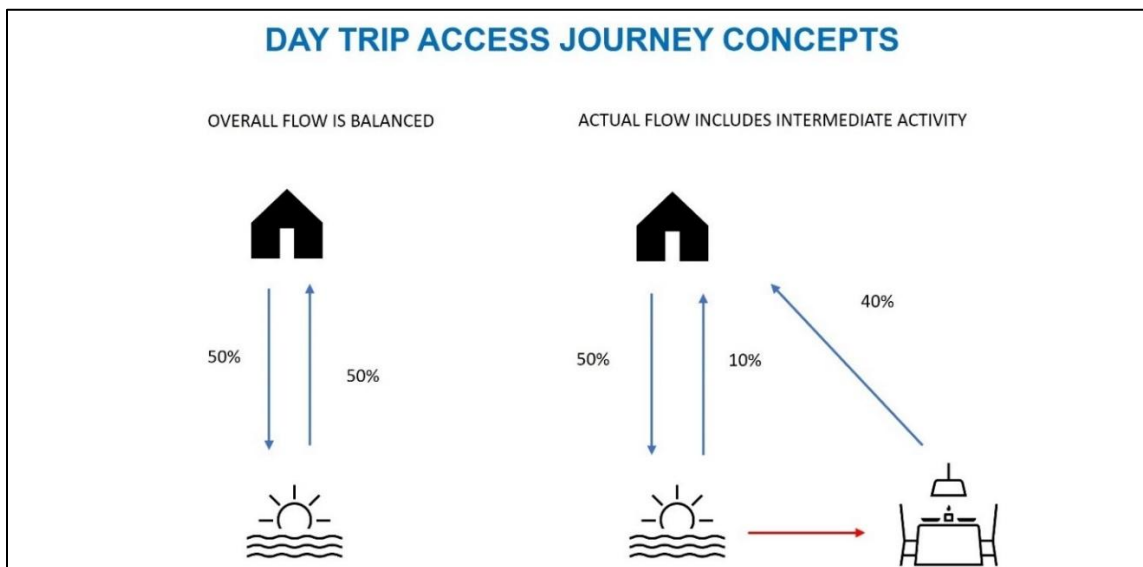 DAY TRIP ACCESS JOURNEY CONCEPTS
OVERALL FLOW IS BALANCED
ACTUAL FLOW INCLUDES INTERMEDIATE ACTIVITY
50%
50%
50%
10%
40%